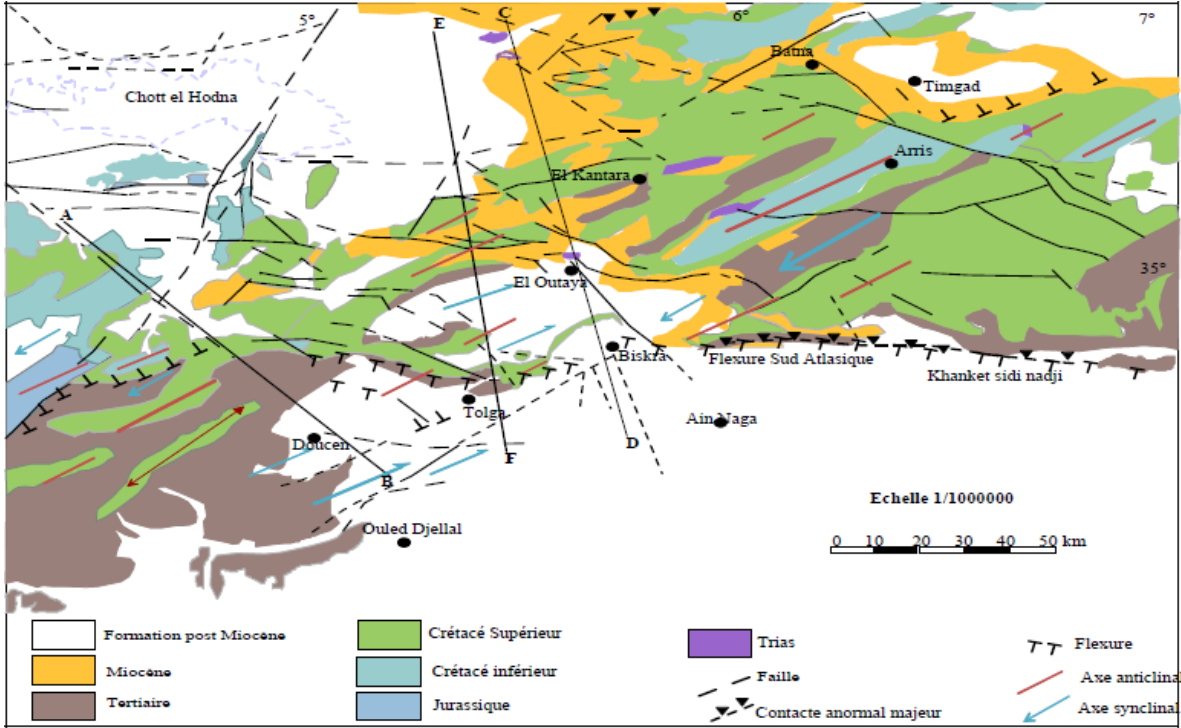 5°
6°
7°
E
C
Batna
Timgad
Chott el Hodna
Arris
El Kantara
A
35°
El Outaya
Biskra
Flexure Sud Atlasique
Khanket sidi nadji
Tolga
Ain Naga
Doucen
D
F
B
Echelle 1/1000000
Ouled Djellal
0 10 20 30 40 50 km
Formation post Miocène
Crétacé Supérieur
Trias
Flexure
Miocène
Crétacé inférieur
Faille
Axe anticlinal
Tertiaire
Jurassique
Contacte anormal majeur
Axe synclinal